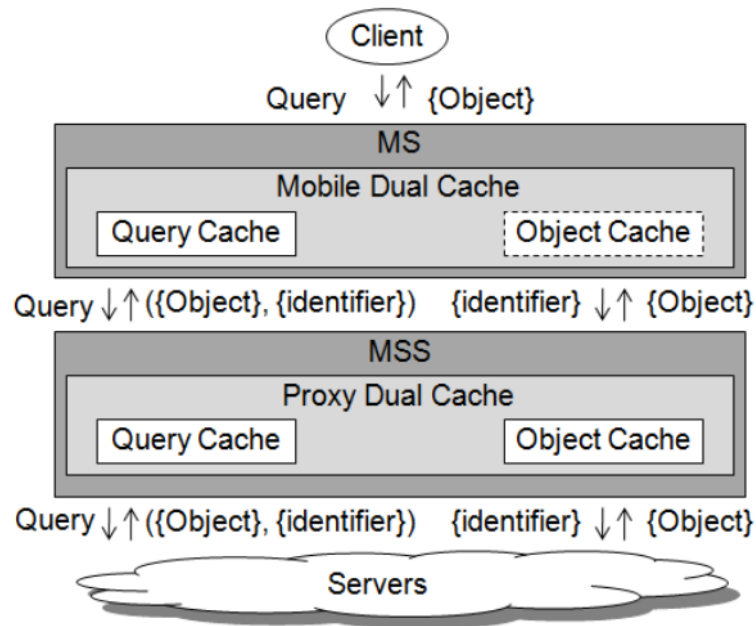 Client
Query {Object}
MS
Mobile Dual Cache
Query Cache Object Cache
Query ({Object}, {identifier}) {identifier} {Object}
MSS
Proxy Dual Cache
Query Cache Object Cache
Query ({Object}, {identifier}) {identifier} {Object}
Servers